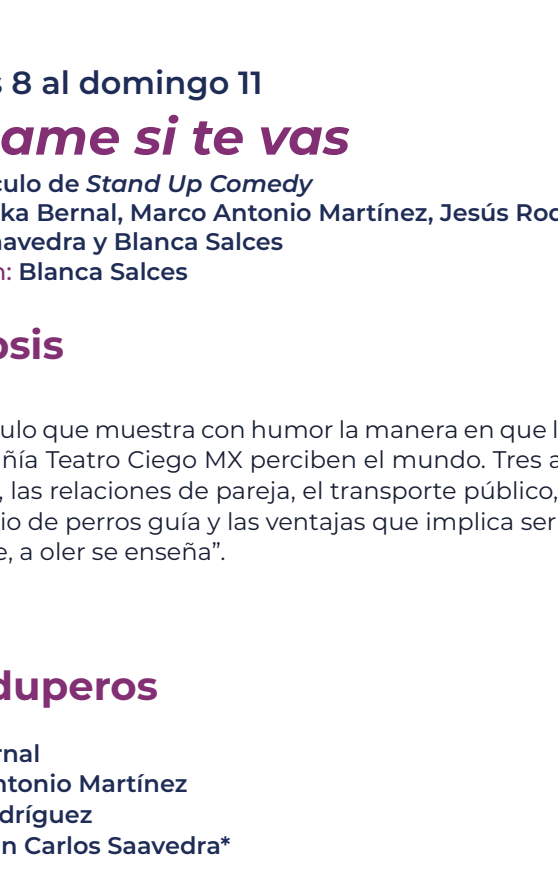 s 8 al domingo 11
ame si te vas
culo de Stand Up Comedy
ka Bernal, Marco Antonio Martínez, Jesús Rod
aavedra y Blanca Salces
n: Blanca Salces
osis
ulo que muestra con humor la manera en que l
ñía Teatro Ciego MX perciben el mundo. Tres a
, las relaciones de pareja, el transporte público,
io de perros guía y las ventajas que implica ser
e, a oler se enseña”.
duperos
rnal
ntonio Martínez
dríguez
n Carlos Saavedra*